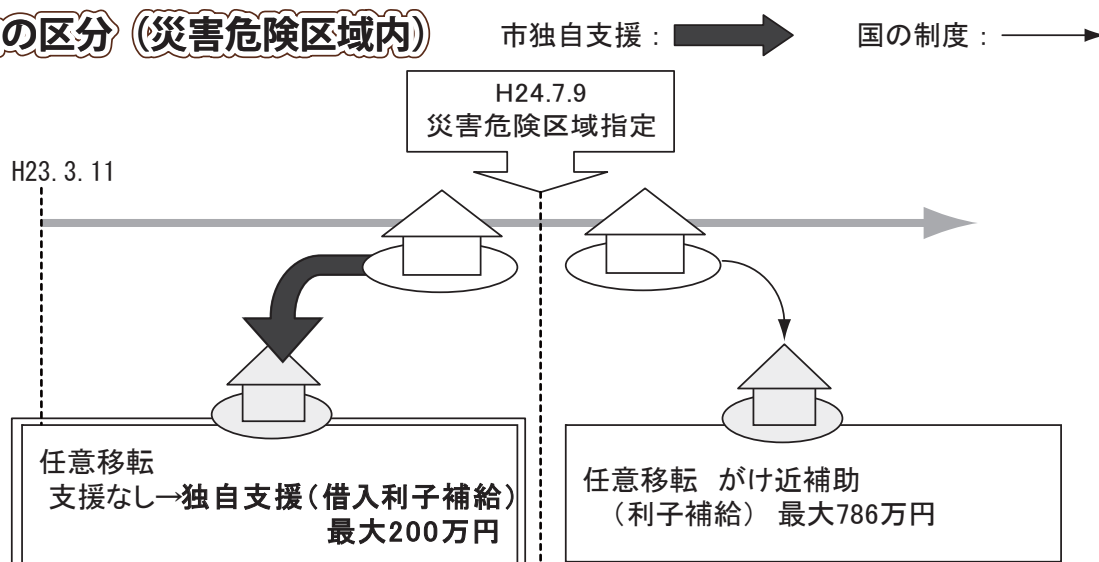 の区分（災害危険区域内）
市独自支援：
国の制度：
H24.7.9
災害危険区域指定
H23.3.11
任意移転
支援なし→独自支援（借入利子補給）
最大200万円
任意移転 がけ近補助
（利子補給） 最大786万円